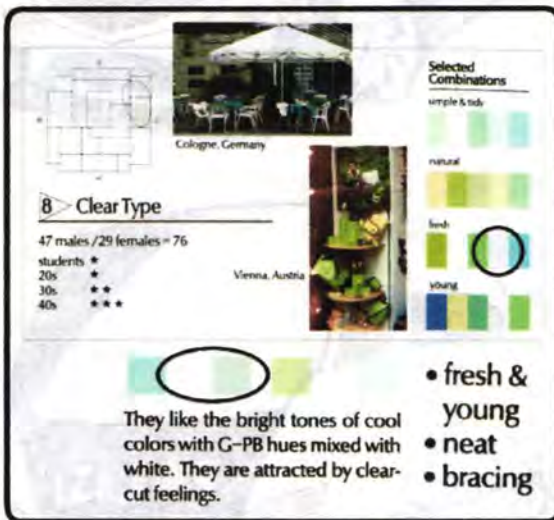 Cologne, Germany
Selected
Combinations
simple & tidy
natural
fresh
young
8 Clear Type
47 males / 29 females = 76
students ★
20s ★
30s ★★
40s ★★★
Vienna, Austria
They like the bright tones of cool
colors with G–PB hues mixed with
white. They are attracted by clear-
cut feelings.
• fresh &
young
• neat
• bracing